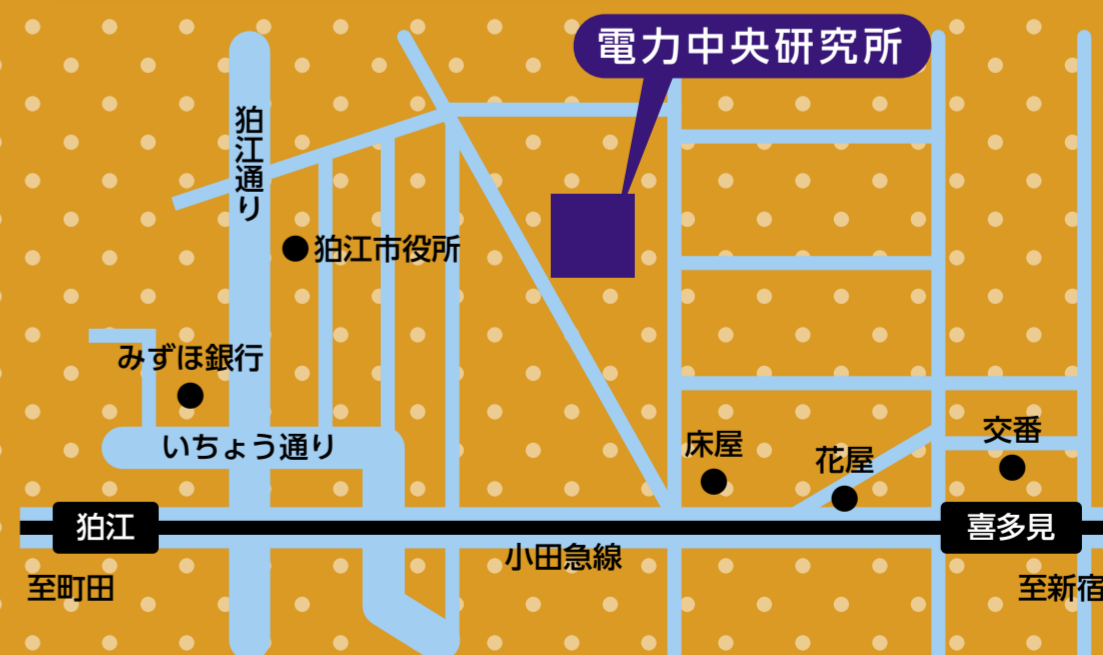 電力中央研究所
狛江通り
狛江市役所
みずほ銀行
いちょう通り
床屋
花屋
交番
狛江
喜多見
小田急線
至町田
至新宿